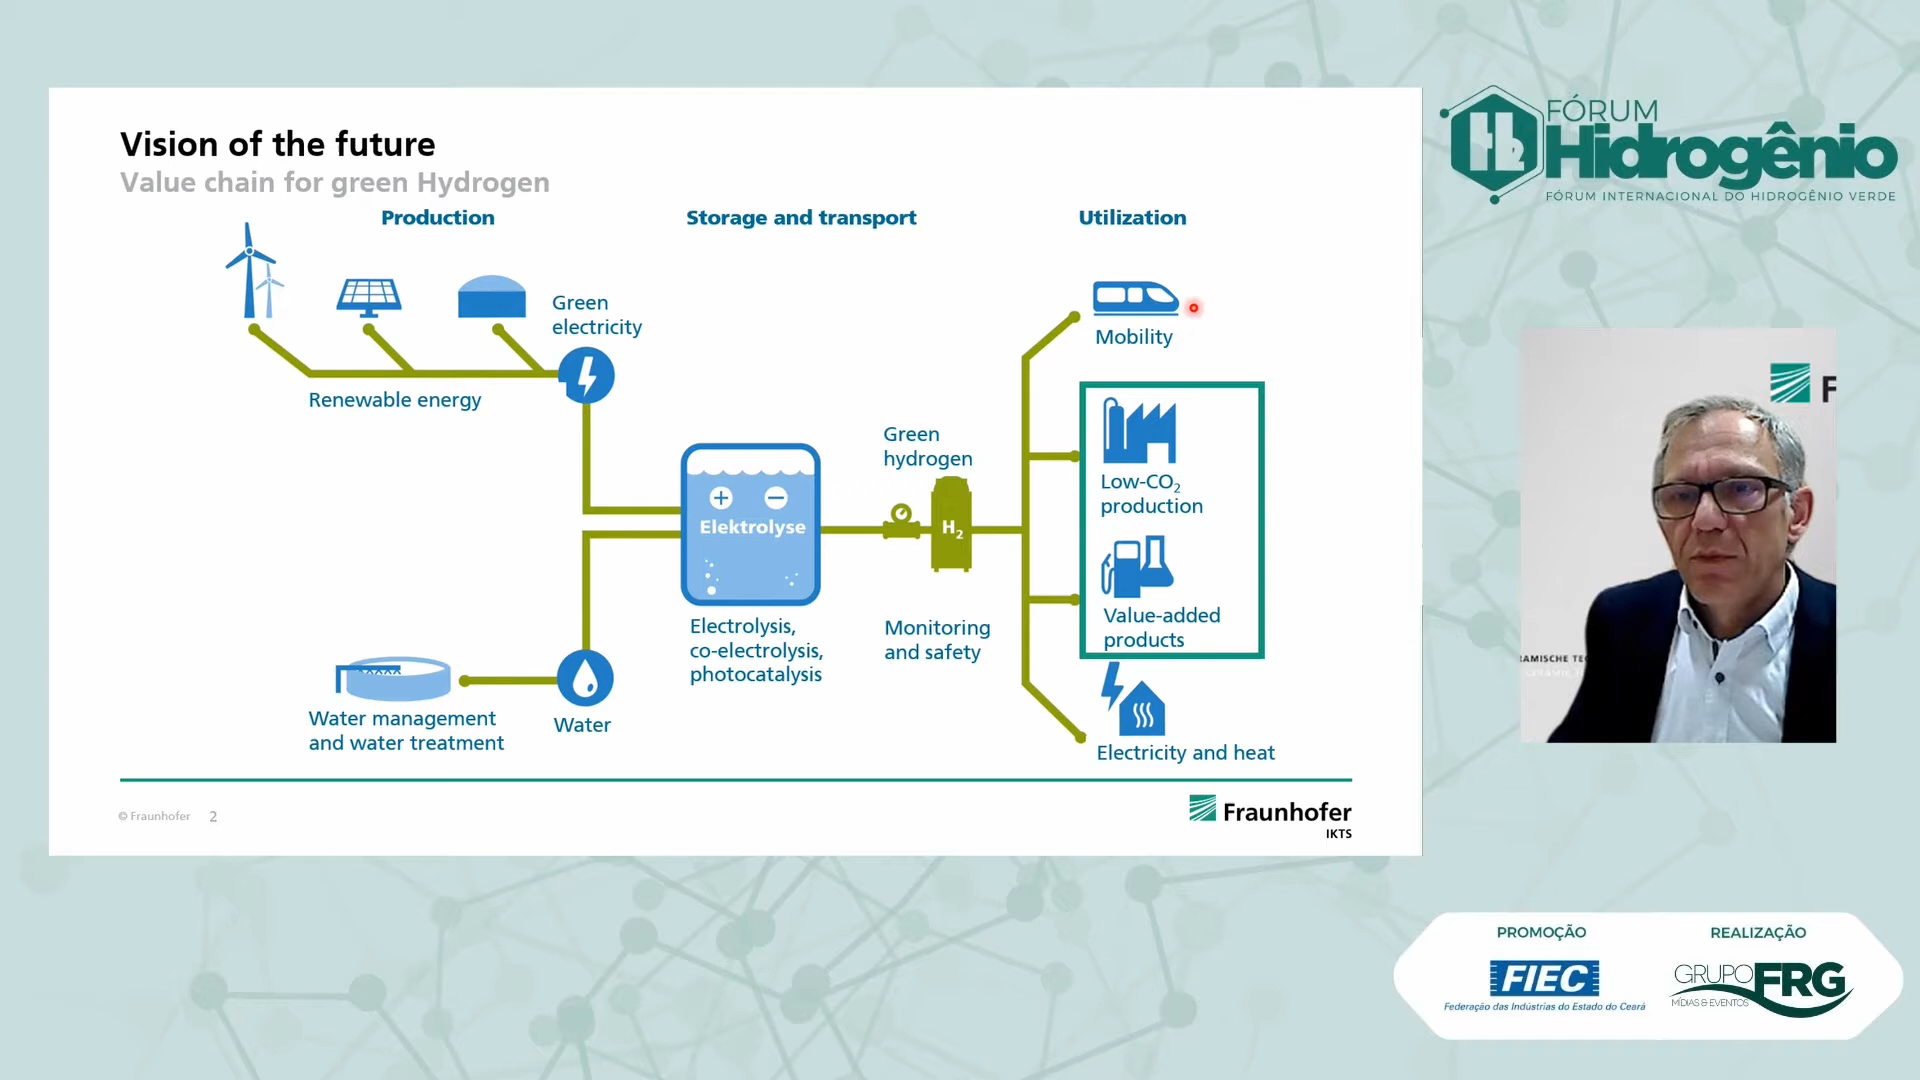 Vision of the future
Value chain for green Hydrogen
Production
Storage and transport
Utilization
Green
electricity
Renewable energy
Mobility
Green
hydrogen
Low-CO₂
production
Elektrolyse
H₂
Value-added
products
Electrolysis,
co-electrolysis,
photocatalysis
Monitoring
and safety
Water management
and water treatment
Water
Electricity and heat
© Fraunhofer 2
Fraunhofer
IKTS
H2
FÓRUM
Hidrogênio
FÓRUM INTERNACIONAL DO HIDROGÊNIO VERDE
F
PROMOÇÃO
FIEC
Federação das Indústrias do Estado do Ceará
REALIZAÇÃO
GRUPO FRG
MÍDIAS & EVENTOS